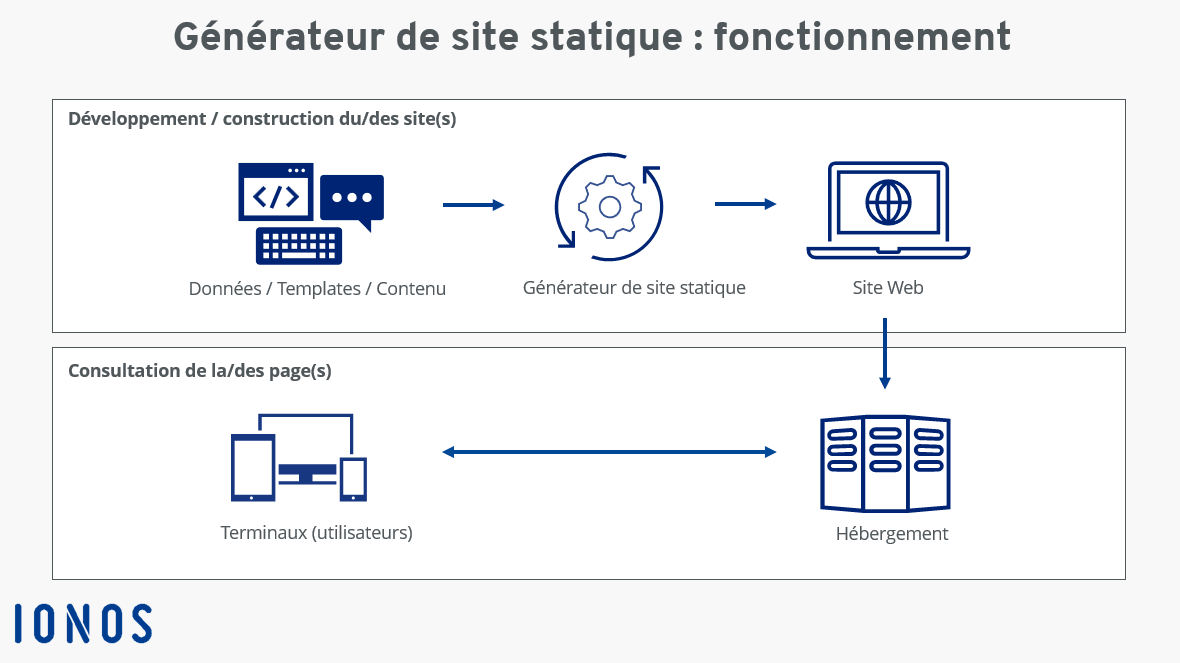 Générateur de site statique : fonctionnement
Développement / construction du/des site(s)
</>
Données / Templates / Contenu
Générateur de site statique
Site Web
Consultation de la/des page(s)
Terminaux (utilisateurs)
Hébergement
IONOS